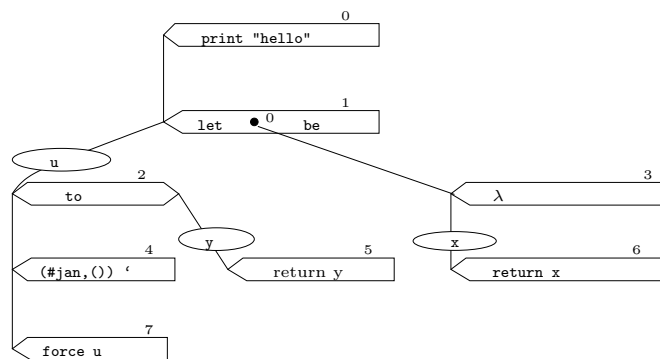 0
print "hello"
1
let 0 be
u
2
to
3
λ
y
x
4
(#jan,()) ‘
5
return y
6
return x
7
force u